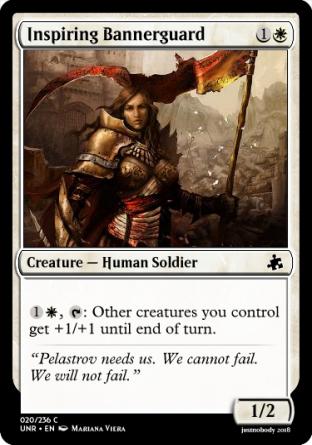 Inspiring Bannerguard 1
Creature — Human Soldier
1 , : Other creatures you control
get +1/+1 until end of turn.
“Pelastrov needs us. We cannot fail.
We will not fail.”
1/2
020/236 C
UNR • EN Mariana Viera
justnobody 2018